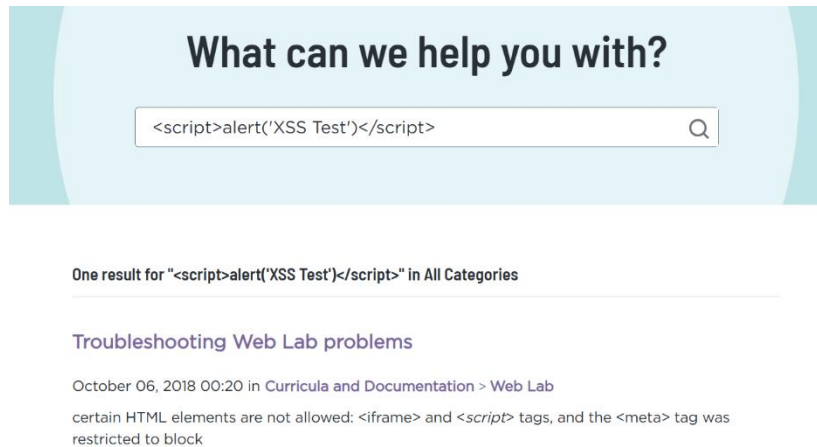 What can we help you with?
<script>alert('XSS Test')</script>
One result for "<script>alert('XSS Test')</script>" in All Categories
Troubleshooting Web Lab problems
October 06, 2018 00:20 in Curricula and Documentation > Web Lab
certain HTML elements are not allowed: <iframe> and <script> tags, and the <meta> tag was
restricted to block